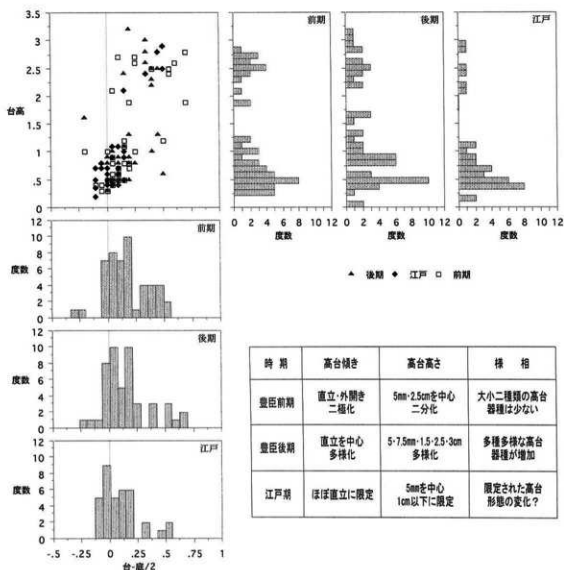 3.5
3
2.5
2
1.5
1
.5
0
台高
前期
0 2 4 6 8 10 12
度数
後期
0 2 4 6 8 10 12
度数
江戸
0 2 4 6 8 10 12
度数
▲ 後期 ◆ 江戸 □ 前期
前期
12
10
8
6
4
2
0
度数
後期
12
10
8
6
4
2
0
度数
江戸
12
10
8
6
4
2
0
度数
-.5 -.25 0 .25 .5 .75 1
台-底/2
時期 高台傾き 高台高さ 様相
豊臣前期 直立・外開き 二極化 5mm・2.5cmを中心 二分化 大小二種類の高台 器種は少ない
豊臣後期 直立を中心 多様化 5・7.5mm・1.5・2.5・3cm 多様化 多種多様な高台 器種が増加
江戸期 ほぼ直立に限定 5mmを中心 1cm以下に限定 限定された高台 形態の変化?